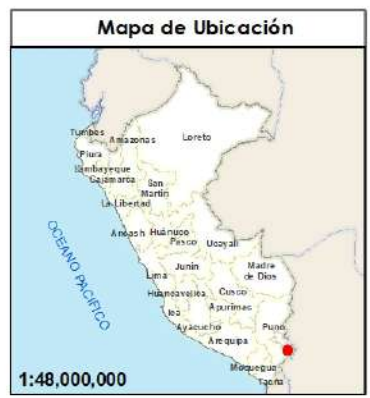 Mapa de Ubicación
Tumbes
Amazonas
Loreto
Piura
Lambayeque
Cajamarca
San
Martin
La Libertad
Ancash
Huánuco
Pasco
Ucayali
OCEANO PACIFICO
Junin
Madre
de Dios
Lima
Huancavelica
Cusco
Ica
Apurimac
Ayacucho
Puno
Arequipa
Moquegua
Tacna
1:48,000,000